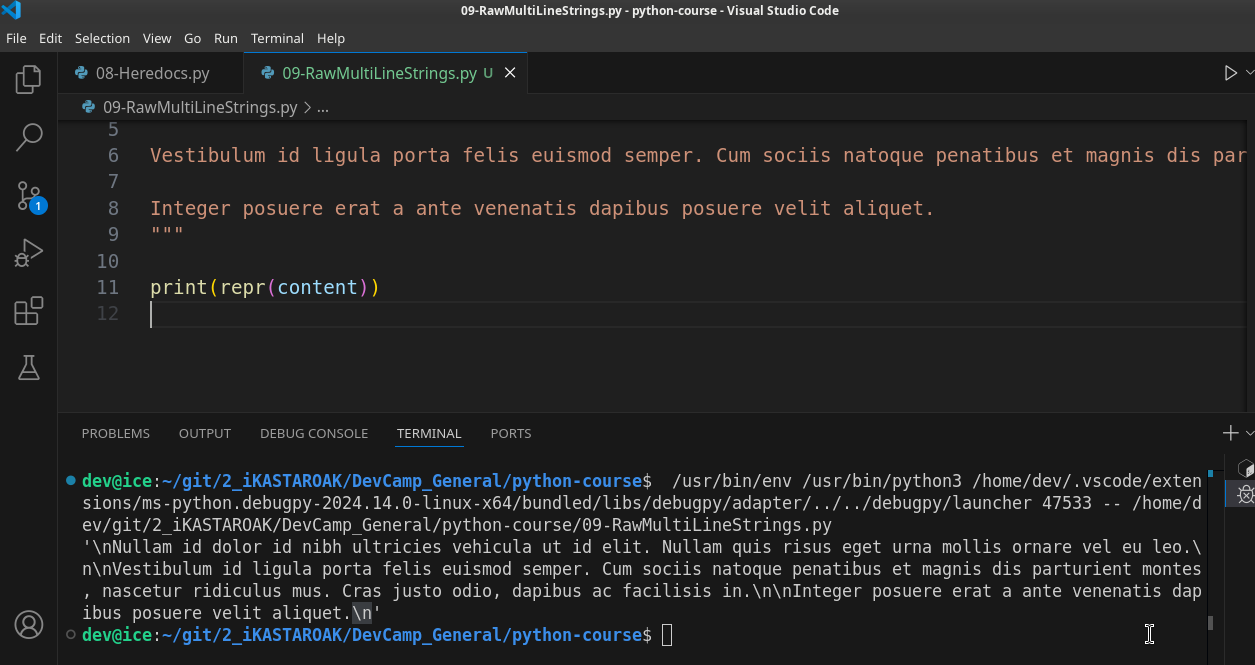 09-RawMultiLineStrings.py - python-course - Visual Studio Code
File Edit Selection View Go Run Terminal Help
08-Heredocs.py 09-RawMultiLineStrings.py U
09-RawMultiLineStrings.py > ...
5
6 Vestibulum id ligula porta felis euismod semper. Cum sociis natoque penatibus et magnis dis par
7
8 Integer posuere erat a ante venenatis dapibus posuere velit aliquet.
9 """
10
11 print(repr(content))
12
1
PROBLEMS OUTPUT DEBUG CONSOLE TERMINAL PORTS
dev@ice:~/git/2_iKASTAROAK/DevCamp_General/python-course$  /usr/bin/env /usr/bin/python3 /home/dev/.vscode/exten
sions/ms-python.debugpy-2024.14.0-linux-x64/bundled/libs/debugpy/adapter/../../debugpy/launcher 47533 -- /home/d
ev/git/2_iKASTAROAK/DevCamp_General/python-course/09-RawMultiLineStrings.py
'\nNullam id dolor id nibh ultricies vehicula ut id elit. Nullam quis risus eget urna mollis ornare vel eu leo.\
n\nVestibulum id ligula porta felis euismod semper. Cum sociis natoque penatibus et magnis dis parturient montes
, nascetur ridiculus mus. Cras justo odio, dapibus ac facilisis in.\n\nInteger posuere erat a ante venenatis dap
ibus posuere velit aliquet.\n'
dev@ice:~/git/2_iKASTAROAK/DevCamp_General/python-course$